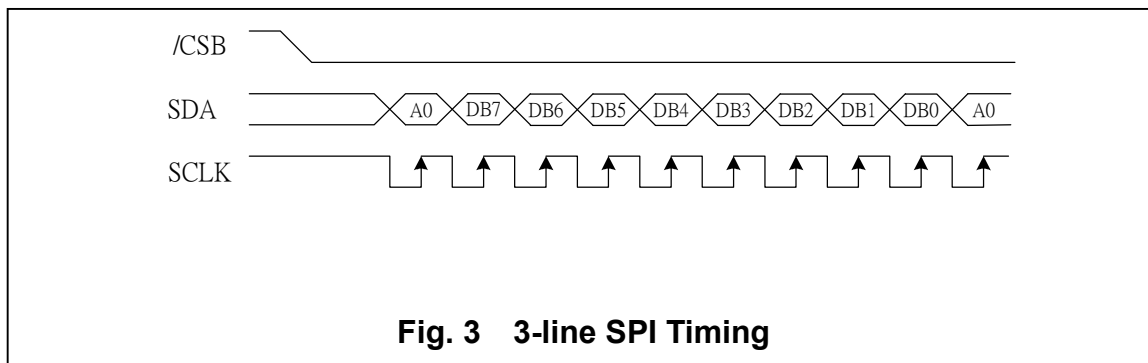 /CSB
SDA A0 DB7 DB6 DB5 DB4 DB3 DB2 DB1 DB0 A0
SCLK
Fig. 3 3-line SPI Timing